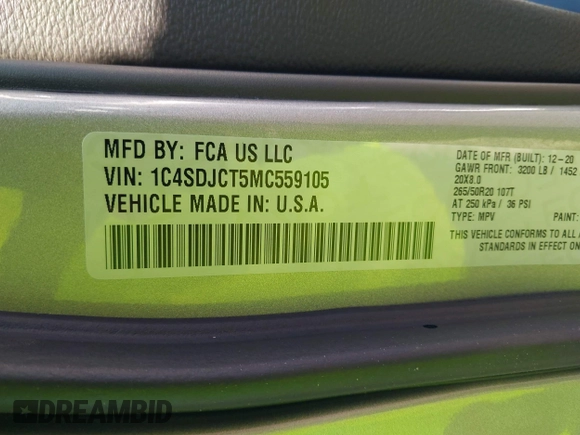 MFD BY: FCA US LLC
VIN: 1C4SDJCT5MC559105
VEHICLE MADE IN: U.S.A.
DATE OF MFR (BUILT): 12-20
GAWR FRONT: 3200 LB / 1452
20X8.0
265/50R20 107T
AT 250 kPa / 36 PSI
TYPE: MPV PAINT:
THIS VEHICLE CONFORMS TO ALL
STANDARDS IN EFFECT ON
DREAMBID